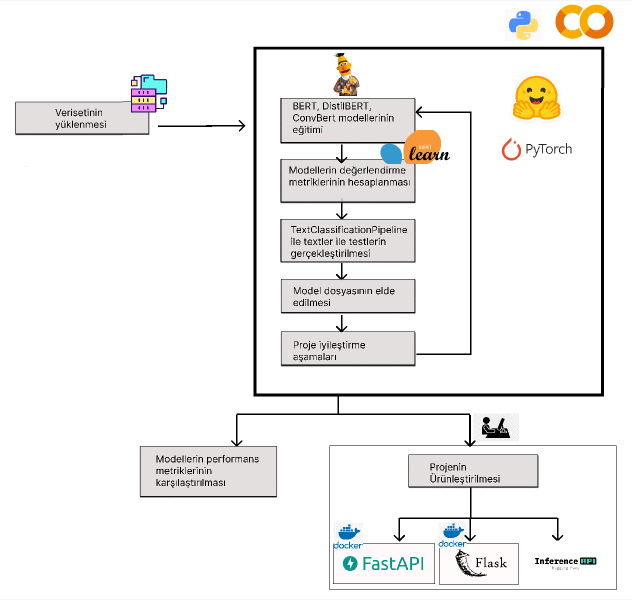 Verisetinin
yüklenmesi
BERT, DistilBERT,
ConvBert modellerinin
eğitimi
learn
PyTorch
Modellerin değerlendirme
metriklerinin hesaplanması
TextClassificationPipeline
ile textler ile testlerin
gerçekleştirilmesi
Model dosyasının elde
edilmesi
Proje iyileştirme
aşamaları
Modellerin performans
metriklerinin
karşılaştırılması
Projenin
Ürünleştirilmesi
docker
FastAPI
docker
Flask
Inference API